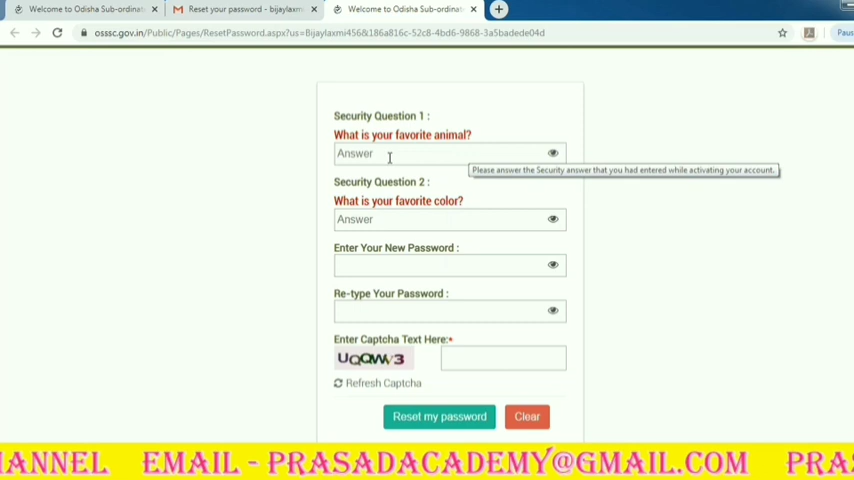 Welcome to Odisha Sub-ordinat
Reset your password - bijaylaxm
Welcome to Odisha Sub-ordinat
osssc.gov.in/Public/Pages/ResetPassword.aspx?us=Bijaylaxmi456&186a816c-52c8-4bd6-9868-3a5badede04d
Paus
Security Question 1 :
What is your favorite animal?
Answer
Please answer the Security answer that you had entered while activating your account.
Security Question 2 :
What is your favorite color?
Answer
Enter Your New Password :
Re-type Your Password :
Enter Captcha Text Here:*
UQQWV3
Refresh Captcha
Reset my password
Clear
HANNEL EMAIL - PRASADACADEMY@GMAIL.COM PRAS